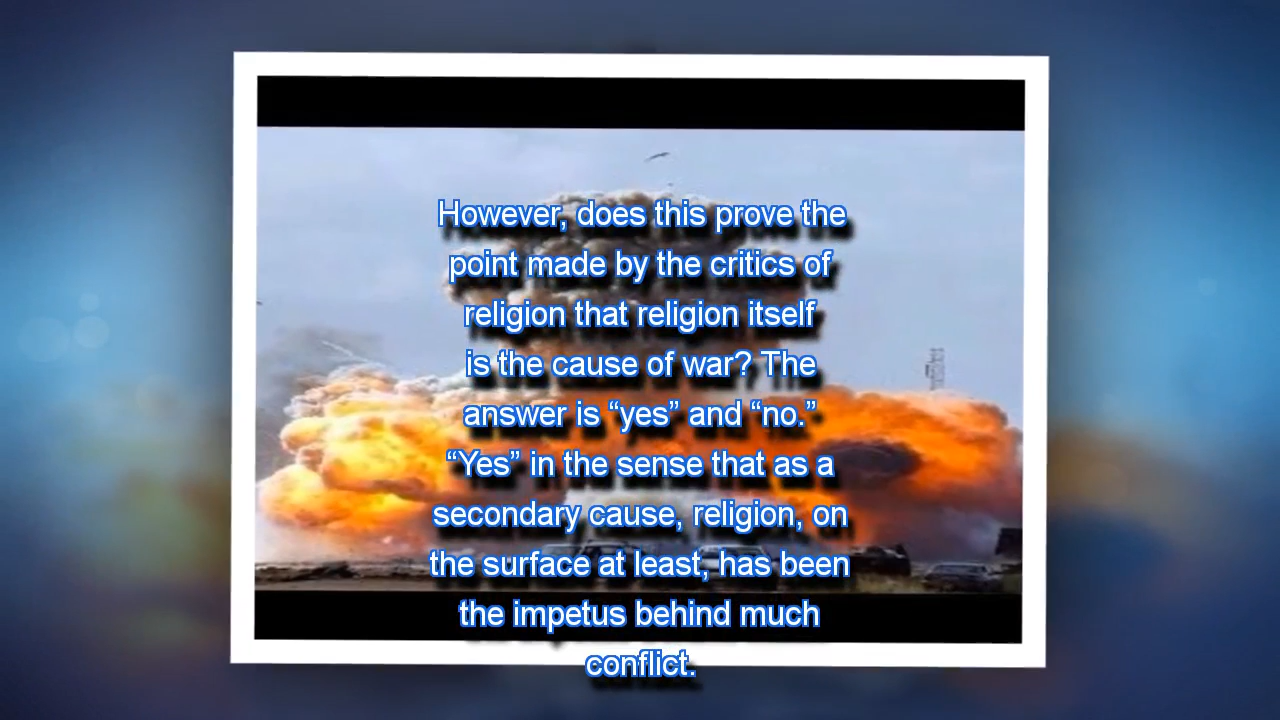 However, does this prove the
point made by the critics of
religion that religion itself
is the cause of war? The
answer is “yes” and “no.”
“Yes” in the sense that as a
secondary cause, religion, on
the surface at least, has been
the impetus behind much
conflict.